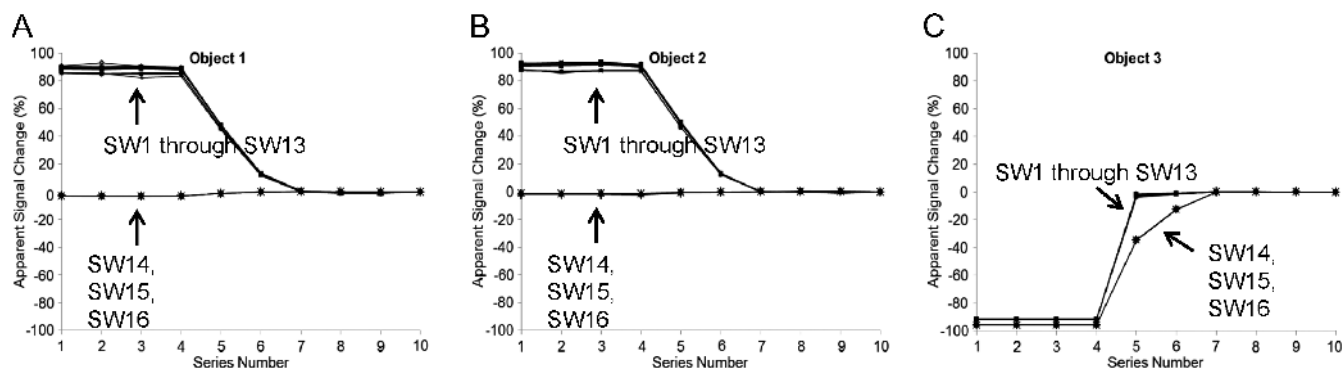 A
Object 1
Apparent Signal Change (%)
100
80
60
40
20
0
-20
-40
-60
-80
-100
SW1 through SW13
SW14,
SW15,
SW16
1 2 3 4 5 6 7 8 9 10
Series Number
B
Object 2
Apparent Signal Change (%)
100
80
60
40
20
0
-20
-40
-60
-80
-100
SW1 through SW13
SW14,
SW15,
SW16
1 2 3 4 5 6 7 8 9 10
Series Number
C
Object 3
Apparent Signal Change (%)
100
80
60
40
20
0
-20
-40
-60
-80
-100
SW1 through SW13
SW14,
SW15,
SW16
1 2 3 4 5 6 7 8 9 10
Series Number